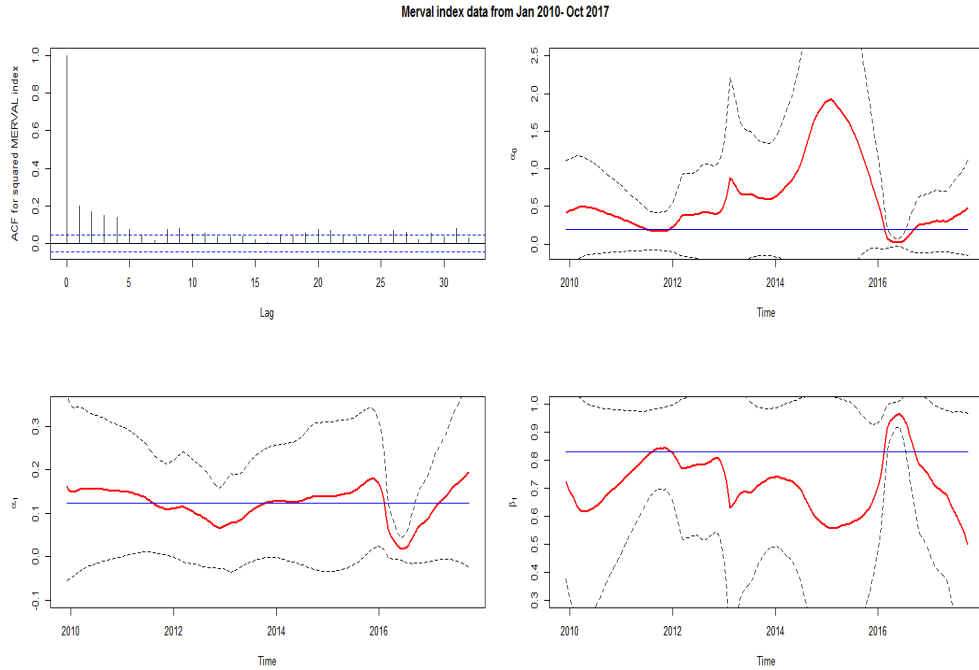 Merval index data from Jan 2010- Oct 2017
ACF for squared MERVAL index
1.0
0.8
0.6
0.4
0.2
0.0
0 5 10 15 20 25 30
Lag
α0
2.5
2.0
1.5
1.0
0.5
0.0
2010 2012 2014 2016
Time
α1
0.3
0.2
0.1
0.0
-0.1
2010 2012 2014 2016
Time
β1
1.0
0.9
0.8
0.7
0.6
0.5
0.4
0.3
2010 2012 2014 2016
Time